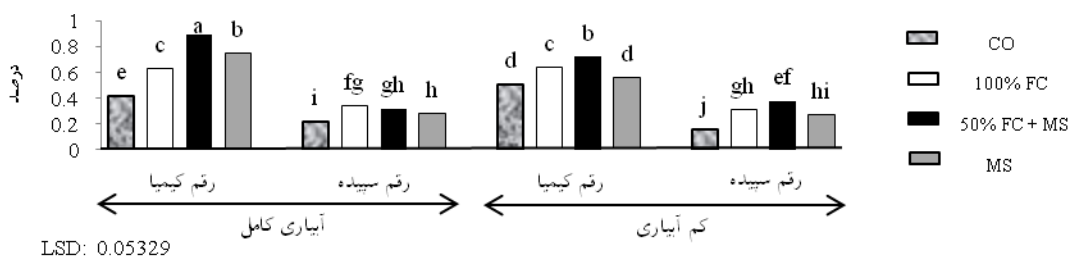 درصد
1
0.8
0.6
0.4
0.2
0
e c a b i fg gh h d c b d j gh ef hi
رقم کیمیا رقم سپیده رقم کیمیا رقم سپیده
آبیاری کامل کم آبیاری
LSD: 0.05329
CO
100% FC
50% FC + MS
MS